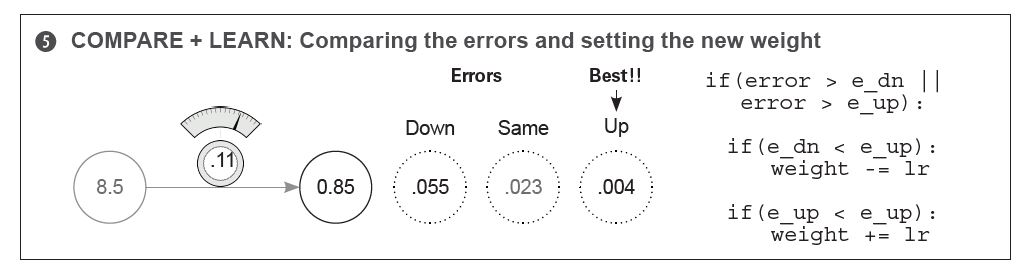 5 COMPARE + LEARN: Comparing the errors and setting the new weight
Errors
Best!!
Down
Same
Up
.11
8.5
0.85
.055
.023
.004
if(error > e_dn ||
error > e_up):
if(e_dn < e_up):
weight -= lr
if(e_up < e_up):
weight += lr